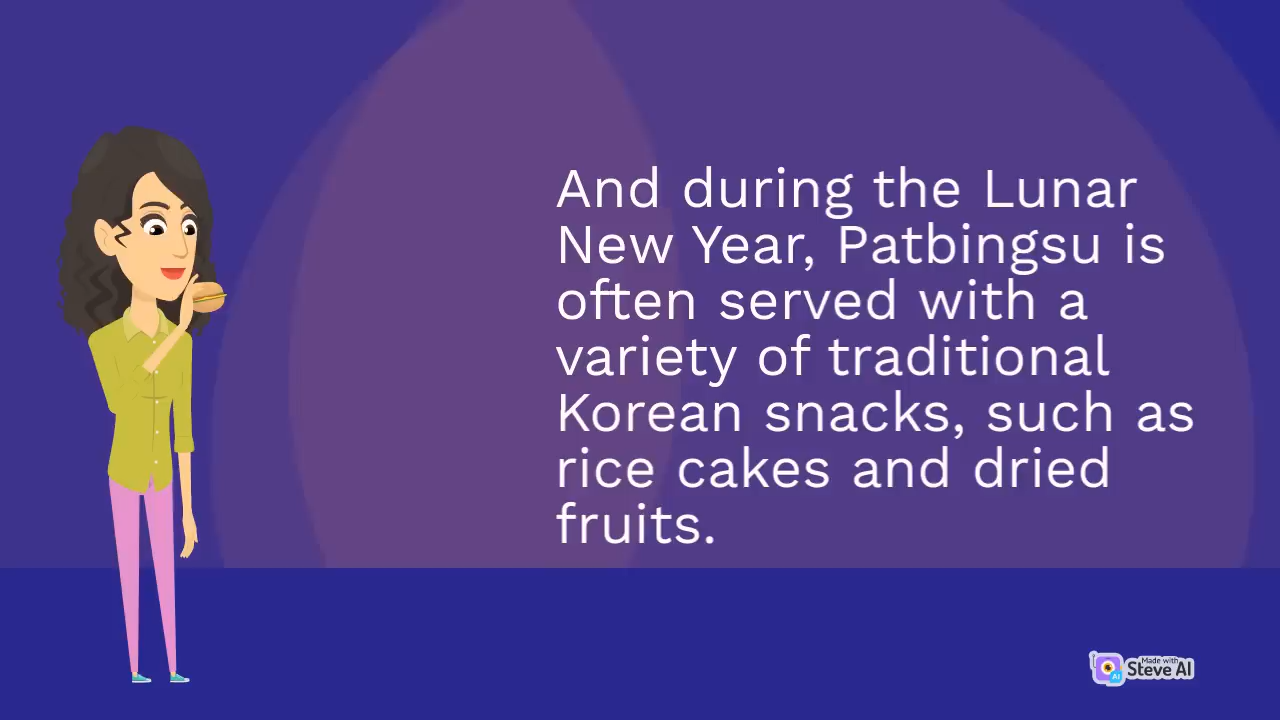 And during the Lunar
New Year, Patbingsu is
often served with a
variety of traditional
Korean snacks, such as
rice cakes and dried
fruits.
Made with
Steve AI
AI